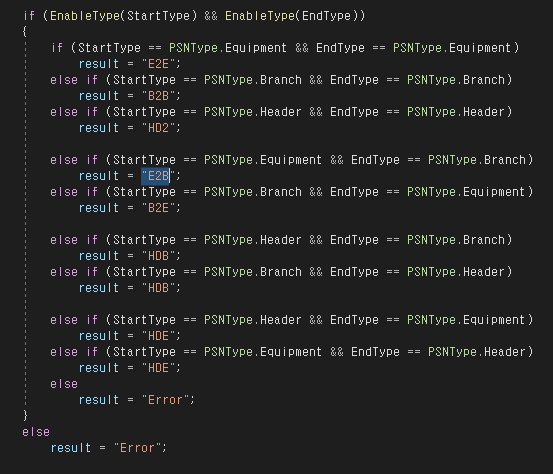 if (EnableType(StartType) && EnableType(EndType))
{
if (StartType == PSNType.Equipment && EndType == PSNType.Equipment)
result = "E2E";
else if (StartType == PSNType.Branch && EndType == PSNType.Branch)
result = "B2B";
else if (StartType == PSNType.Header && EndType == PSNType.Header)
result = "HD2";
else if (StartType == PSNType.Equipment && EndType == PSNType.Branch)
result = "E2B";
else if (StartType == PSNType.Branch && EndType == PSNType.Equipment)
result = "B2E";
else if (StartType == PSNType.Header && EndType == PSNType.Branch)
result = "HDB";
else if (StartType == PSNType.Branch && EndType == PSNType.Header)
result = "HDB";
else if (StartType == PSNType.Header && EndType == PSNType.Equipment)
result = "HDE";
else if (StartType == PSNType.Equipment && EndType == PSNType.Header)
result = "HDE";
else
result = "Error";
}
else
result = "Error";